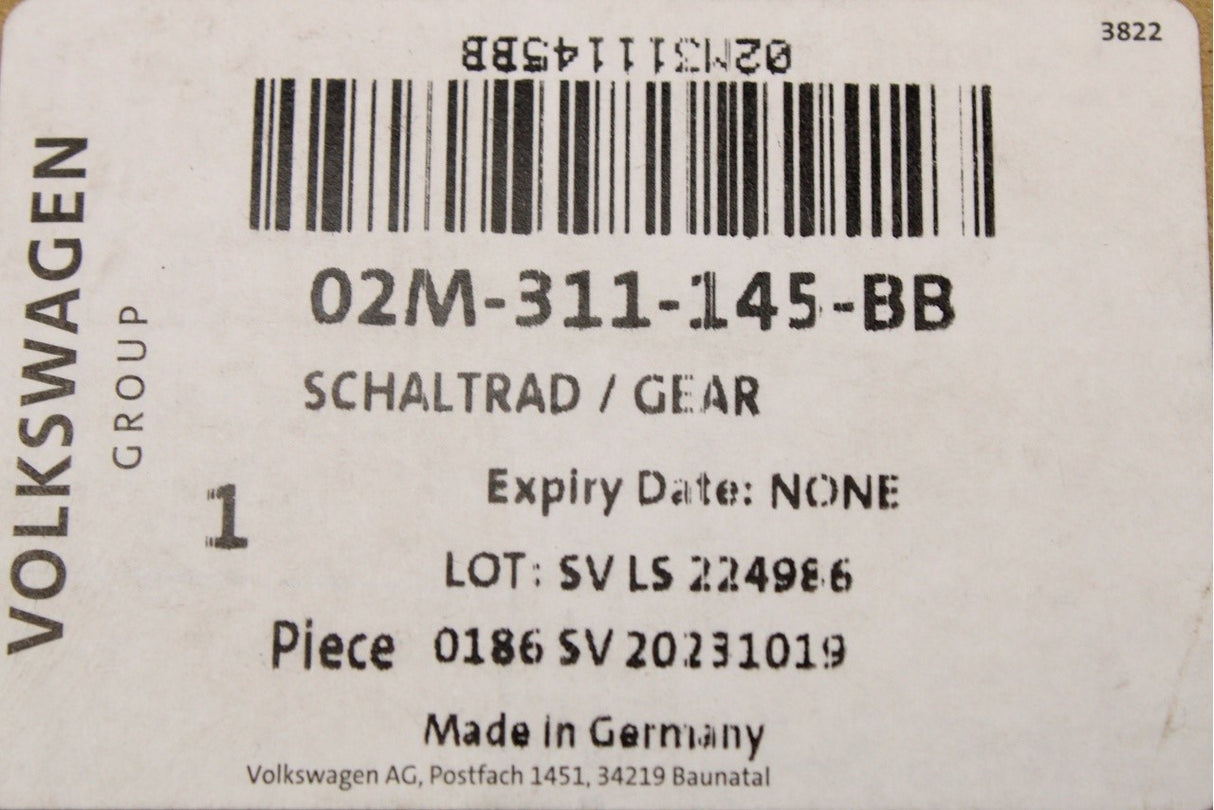 3822
02M311145BB
02M-311-145-BB
SCHALTRAD / GEAR
Expiry Date: NONE
1
LOT: SV LS 224986
Piece 0186 SV 20231019
Made in Germany
Volkswagen AG, Postfach 1451, 34219 Baunatal
VOLKSWAGEN
GROUP